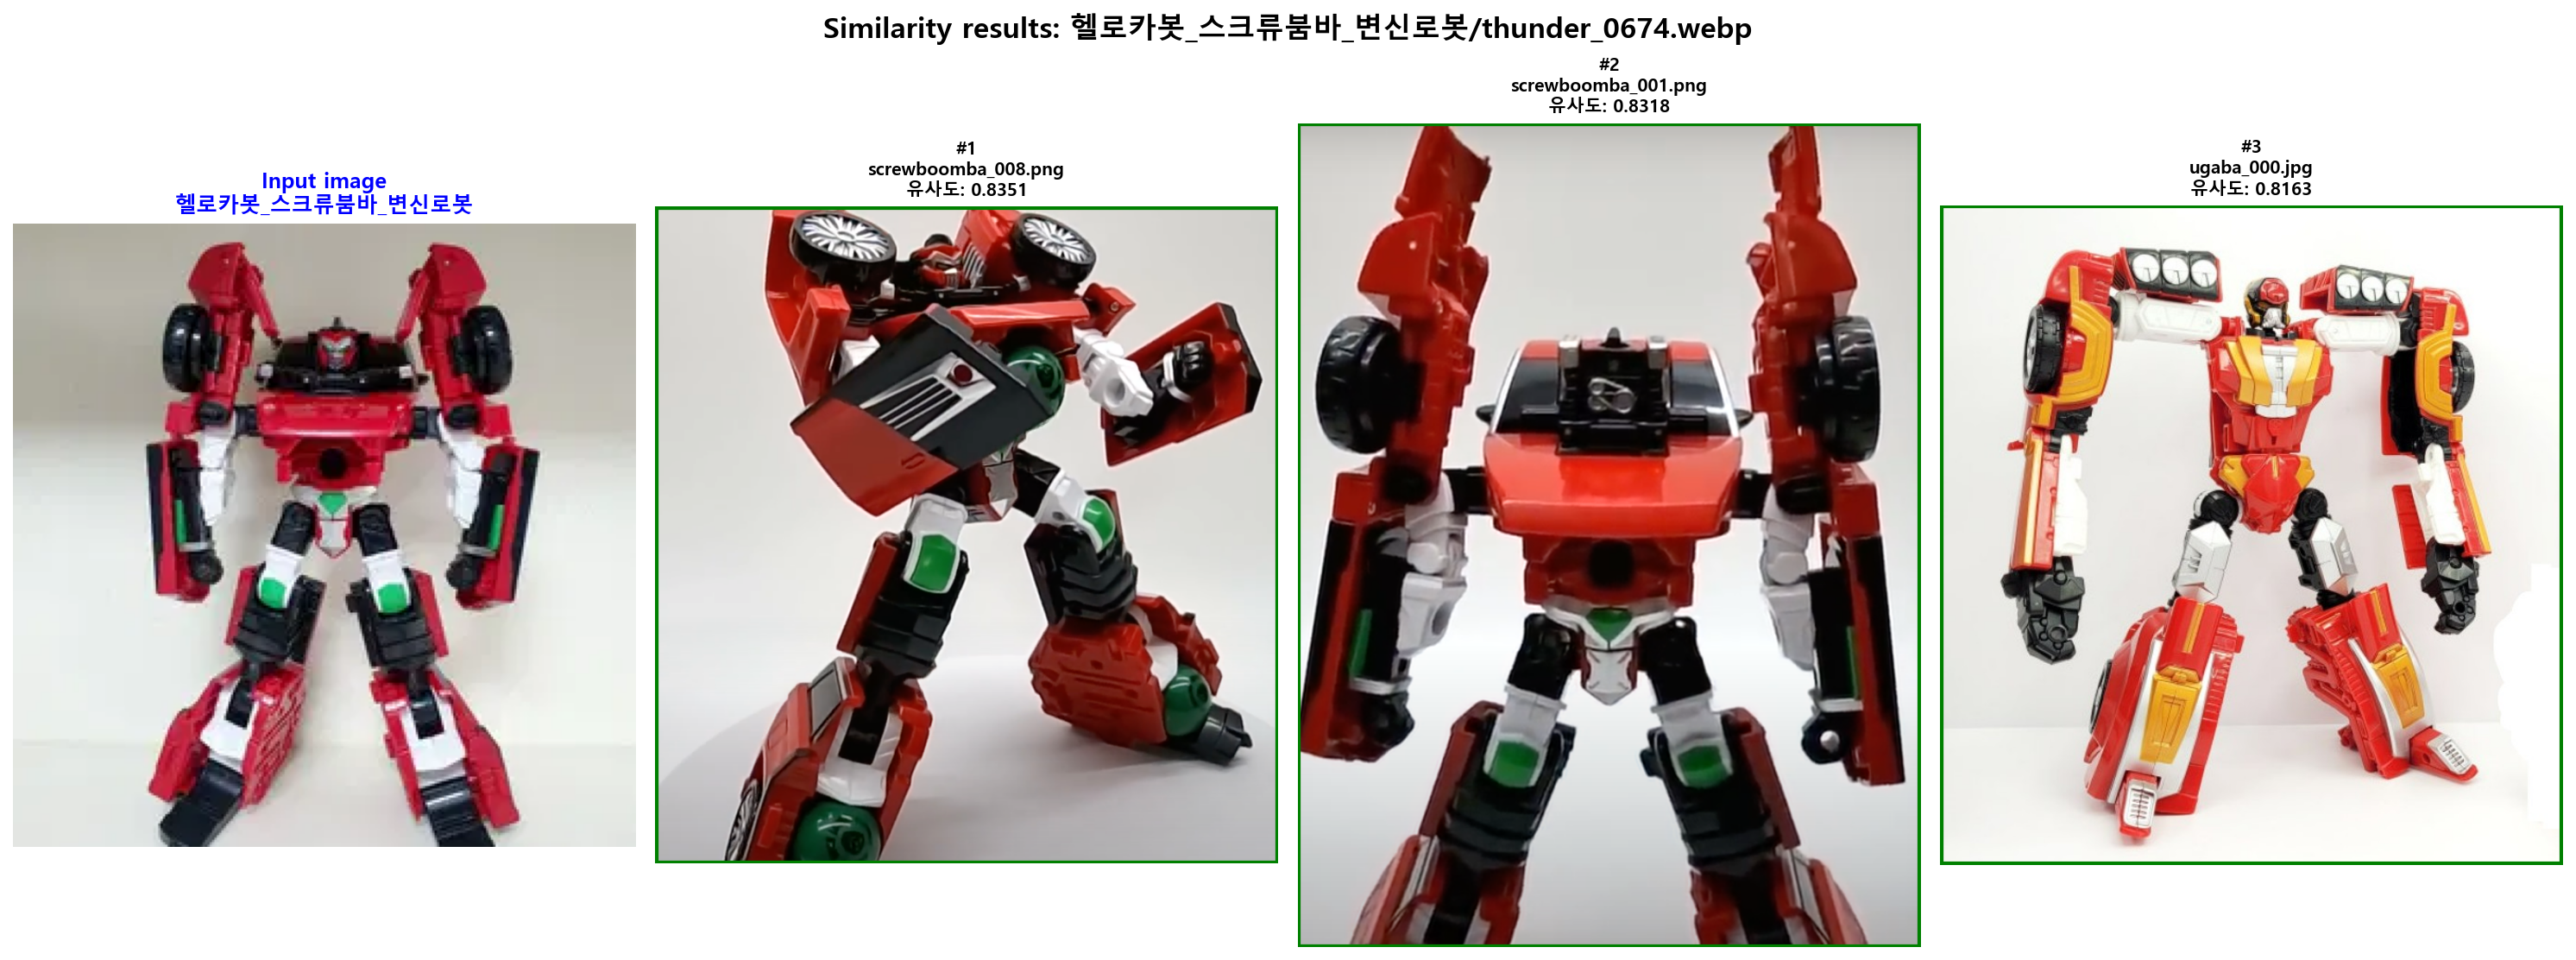 Similarity results: 헬로카봇_스크류붐바_변신로봇/thunder_0674.webp
Input image
헬로카봇_스크류붐바_변신로봇
#1
screwboomba_008.png
유사도: 0.8351
#2
screwboomba_001.png
유사도: 0.8318
#3
ugaba_000.jpg
유사도: 0.8163